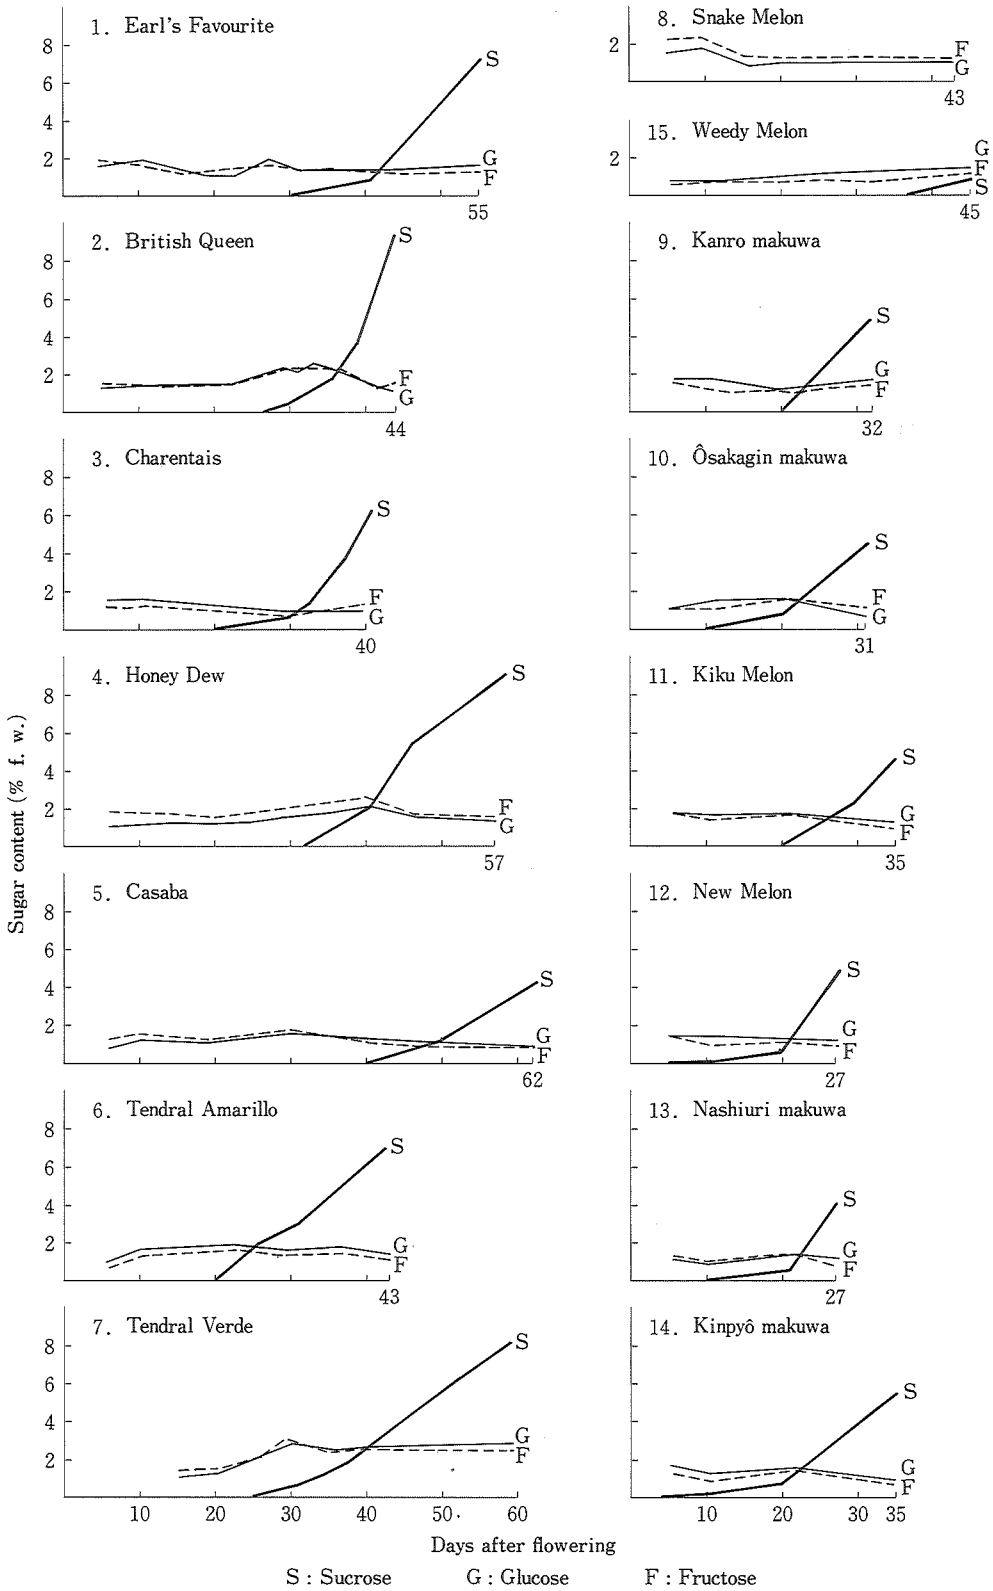 1. Earl's Favourite
8
6
4
2
S
G
F
55
2. British Queen
8
6
4
2
S
F
G
44
3. Charentais
8
6
4
2
S
F
G
40
4. Honey Dew
8
6
4
2
S
F
G
57
5. Casaba
8
6
4
2
S
G
F
62
6. Tendral Amarillo
8
6
4
2
S
G
F
43
7. Tendral Verde
8
6
4
2
S
G
F
10 20 30 40 50 60
8. Snake Melon
2
F
G
43
15. Weedy Melon
2
G
F
S
45
9. Kanro makuwa
S
G
F
32
10. Ôsakagin makuwa
S
F
G
31
11. Kiku Melon
S
G
F
35
12. New Melon
S
G
F
27
13. Nashiuri makuwa
S
G
F
27
14. Kinpyô makuwa
S
G
F
10 20 30 35
Sugar content (% f. w.)
Days after flowering
S : Sucrose G : Glucose F : Fructose